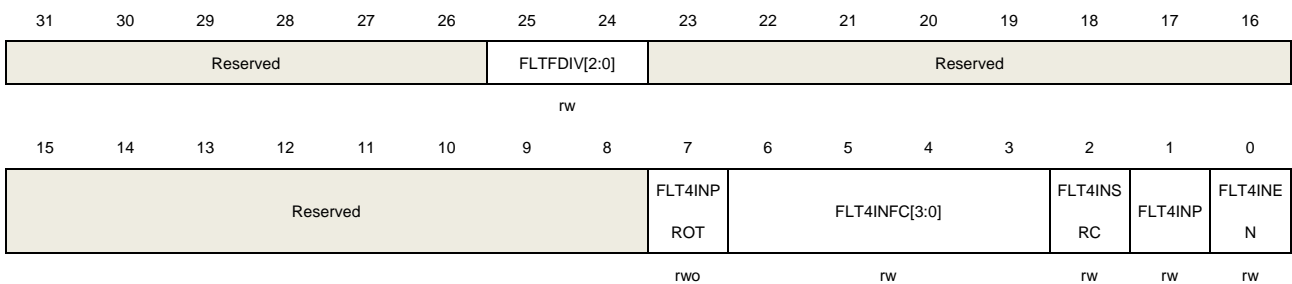 31 30 29 28 27 26 25 24 23 22 21 20 19 18 17 16
Reserved FLTFDIV[2:0] Reserved
rw
15 14 13 12 11 10 9 8 7 6 5 4 3 2 1 0
Reserved FLT4INP ROT FLT4INFC[3:0] FLT4INS RC FLT4INP FLT4INE N
rwo rw rw rw rw